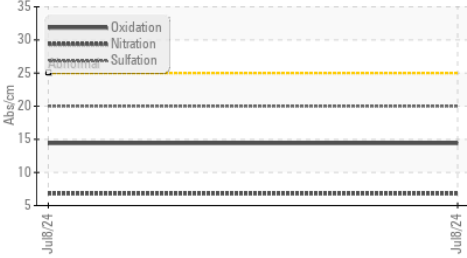 35
30
25
20
15
10
5
Abs/cm
Oxidation
Nitration
Sulfation
Abnormal
Jul8/24
Jul8/24